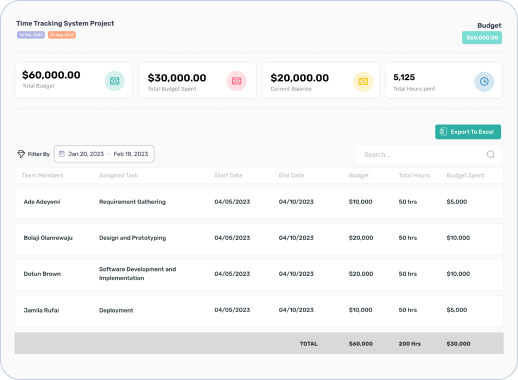 Time Tracking System Project
Budget
$60,000.00
$60,000.00
Total Budget
$30,000.00
Total Budget Spent
$20,000.00
Current Balance
5,125
Total Hours pent
Export To Excel
Filter By
Jan 20, 2023 - Feb 18, 2023
Search...
Team Members Assigned Task Start Date End Date Budget Total Hours Budget Spent
Ade Adeyemi Requirement Gathering 04/05/2023 04/10/2023 $10,000 50 hrs $5,000
Bolaji Olanrewaju Design and Prototyping 04/05/2023 04/10/2023 $20,000 50 hrs $10,000
Dotun Brown Software Development and
Implementation 04/05/2023 04/10/2023 $20,000 50 hrs $10,000
Jamila Rufai Deployment 04/05/2023 04/10/2023 $10,000 50 hrs $5,000
TOTAL $60,000 200 Hrs $30,000